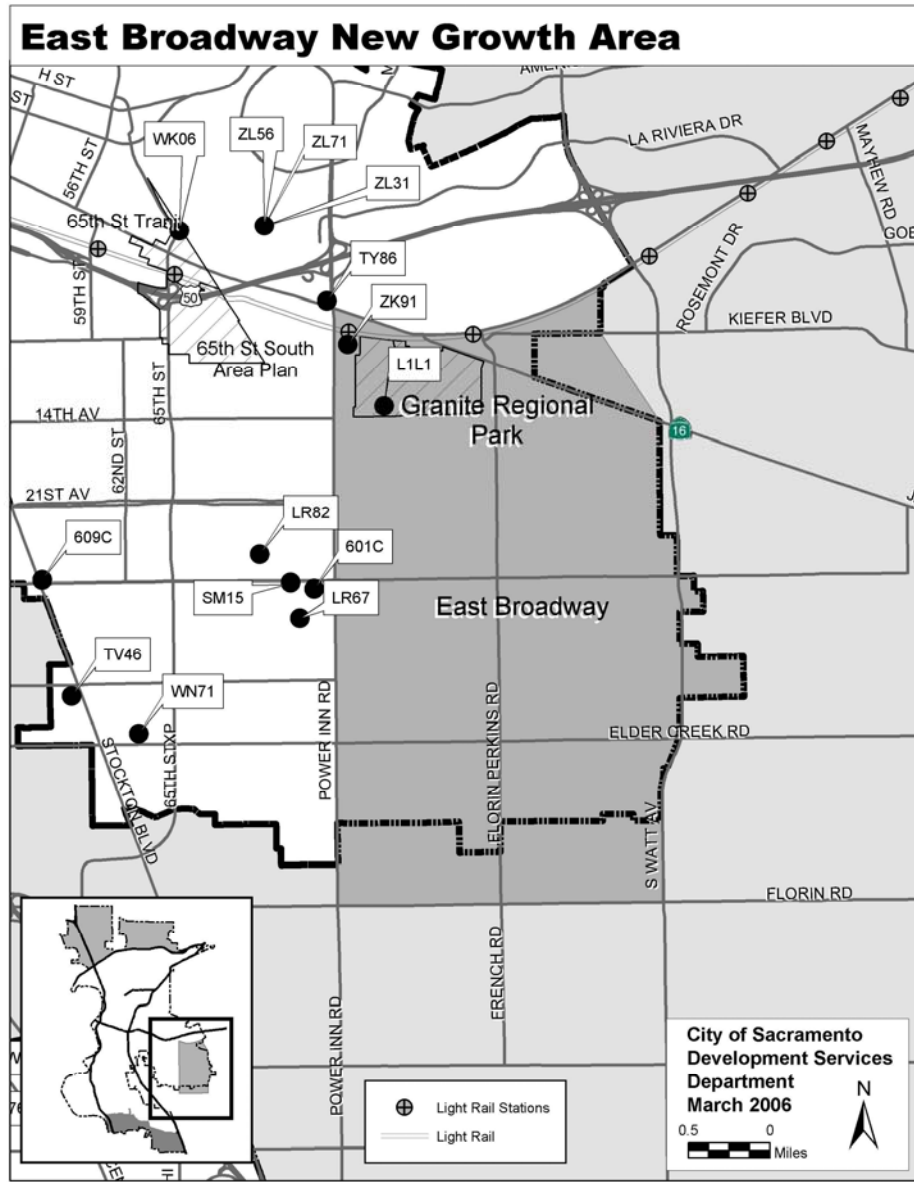 East Broadway New Growth Area
H ST
ST
56TH ST
WK06
ZL56
ZL71
ZL31
LA RIVIERA DR
MAYHEW RD
65th St Trans
59TH ST
50
TY86
ZK91
ROSEMONT DR
KIEFER BLVD
65th St South
Area Plan
65TH ST
L1L1
Granite Regional
Park
14TH AV
62ND ST
16
21ST AV
LR82
609C
601C
SM15
LR67
East Broadway
TV46
WN71
POWER INN RD
FLORIN PERKINS RD
ELDER CREEK RD
STOCKTON BLVD
65TH ST XP
S WATT AV
FLORIN RD
FRENCH RD
POWER INN RD
City of Sacramento
Development Services
Department
March 2006
N
0.5 0
Miles
Light Rail Stations
Light Rail